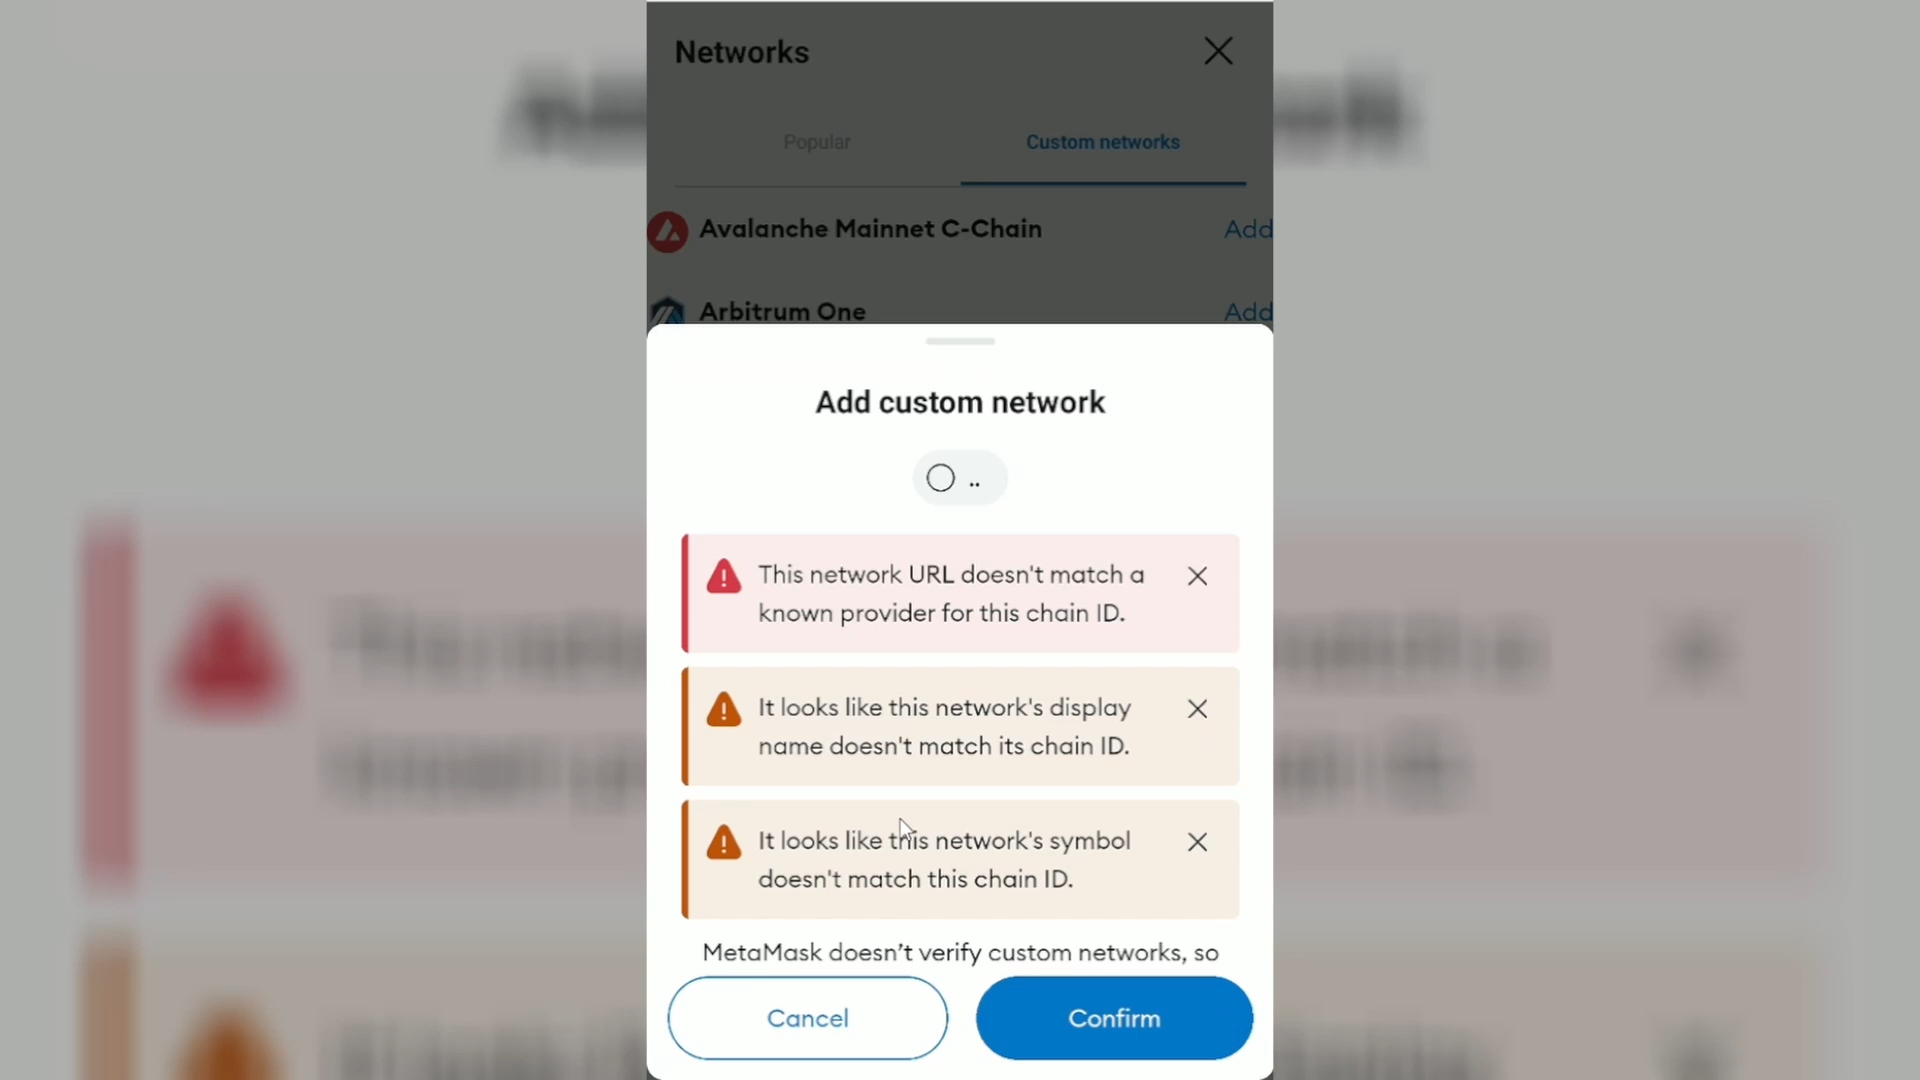 Networks
Popular
Custom networks
Avalanche Mainnet C-Chain
Add
Arbitrum One
Add
Add custom network
..
This network URL doesn't match a
known provider for this chain ID.
It looks like this network's display
name doesn't match its chain ID.
It looks like this network's symbol
doesn't match this chain ID.
MetaMask doesn’t verify custom networks, so
Cancel
Confirm